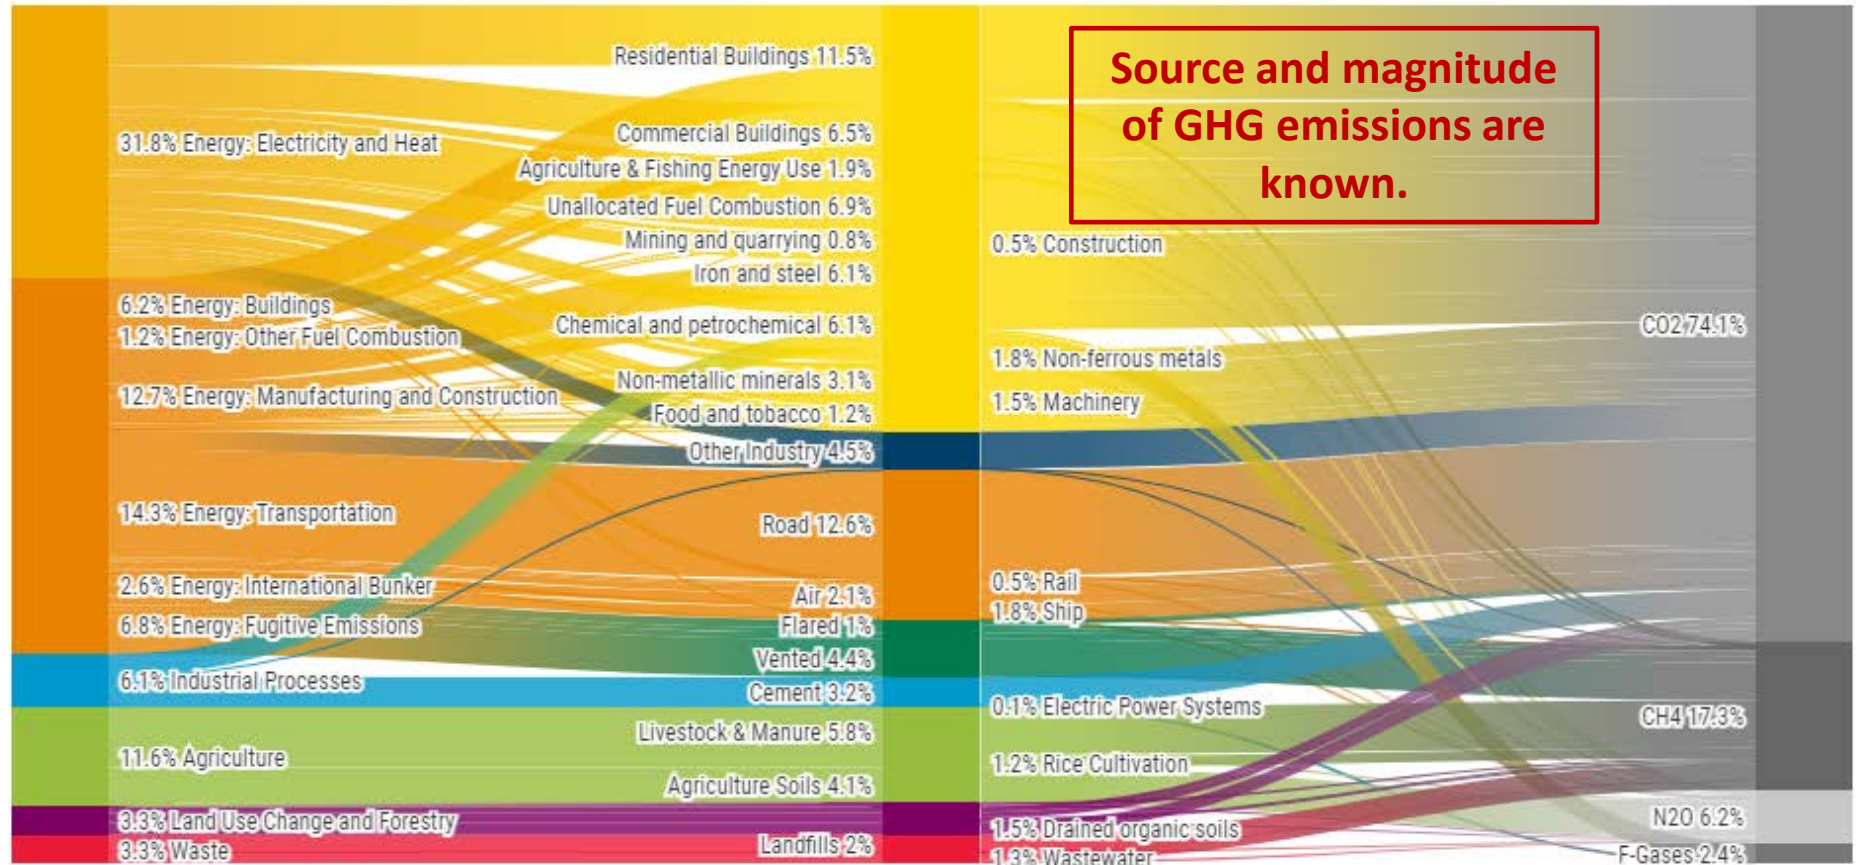 Source and magnitude
of GHG emissions are
known.
31.8% Energy: Electricity and Heat
6.2% Energy: Buildings
1.2% Energy: Other Fuel Combustion
12.7% Energy: Manufacturing and Construction
14.3% Energy: Transportation
2.6% Energy: International Bunker
6.8% Energy: Fugitive Emissions
6.1% Industrial Processes
11.6% Agriculture
3.3% Land Use Change and Forestry
3.3% Waste
Residential Buildings 11.5%
Commercial Buildings 6.5%
Agriculture & Fishing Energy Use 1.9%
Unallocated Fuel Combustion 6.9%
Mining and quarrying 0.8%
Iron and steel 6.1%
Chemical and petrochemical 6.1%
Non-metallic minerals 3.1%
Food and tobacco 1.2%
Other Industry 4.5%
Road 12.6%
Air 2.1%
Flared 1%
Vented 4.4%
Cement 3.2%
Livestock & Manure 5.8%
Agriculture Soils 4.1%
Landfills 2%
0.5% Construction
1.8% Non-ferrous metals
1.5% Machinery
0.5% Rail
1.8% Ship
0.1% Electric Power Systems
1.2% Rice Cultivation
1.5% Drained organic soils
1.3% Wastewater
CO2 74.1%
CH4 17.3%
N2O 6.2%
F-Gases 2.4%